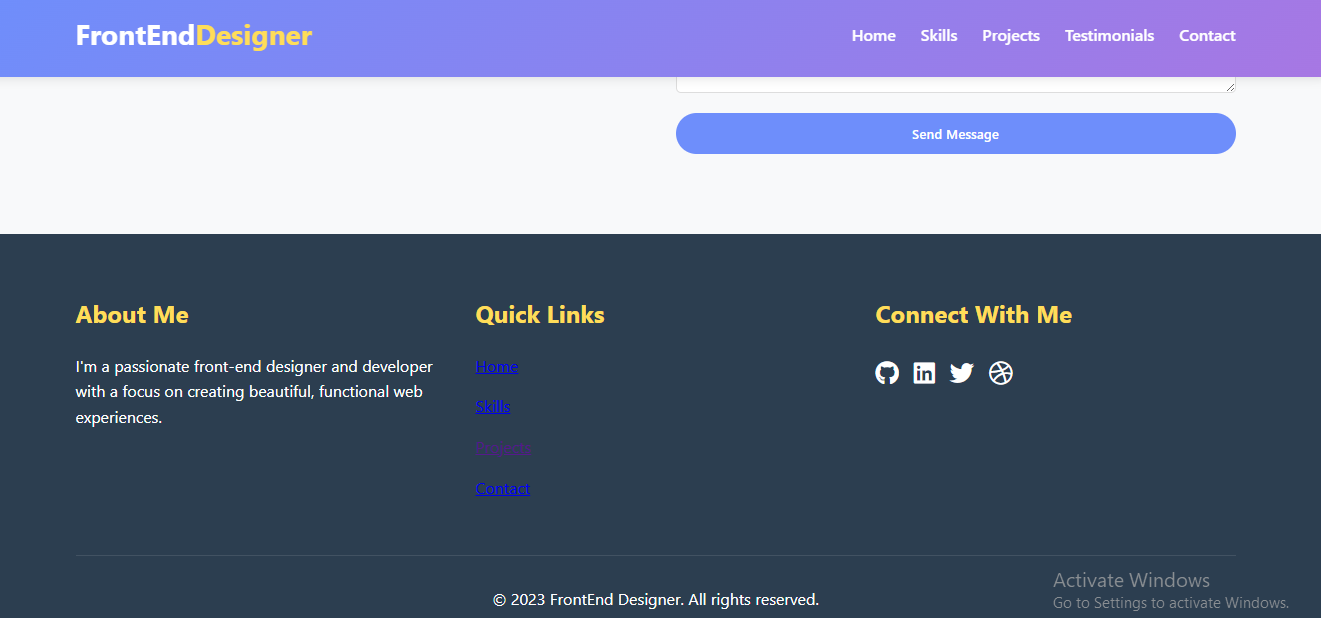 FrontEndDesigner
Home Skills Projects Testimonials Contact
Send Message
About Me
I'm a passionate front-end designer and developer
with a focus on creating beautiful, functional web
experiences.
Quick Links
Home
Skills
Projects
Contact
Connect With Me
© 2023 FrontEnd Designer. All rights reserved.
Activate Windows
Go to Settings to activate Windows.